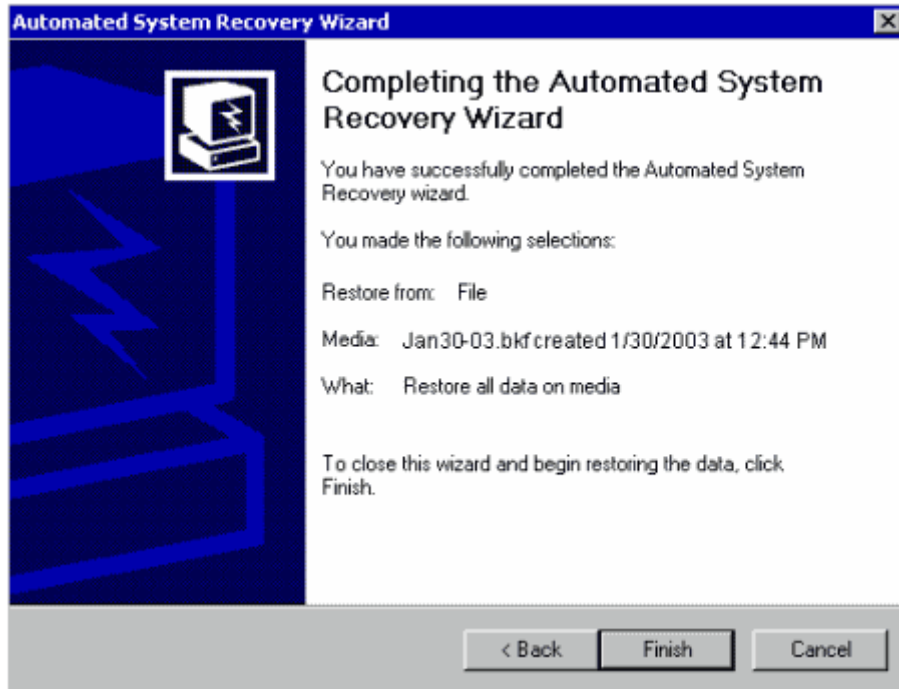 Automated System Recovery Wizard
Completing the Automated System
Recovery Wizard
You have successfully completed the Automated System
Recovery wizard.
You made the following selections:
Restore from: File
Media: Jan30-03.bkf created 1/30/2003 at 12:44 PM
What: Restore all data on media
To close this wizard and begin restoring the data, click
Finish.
< Back Finish Cancel